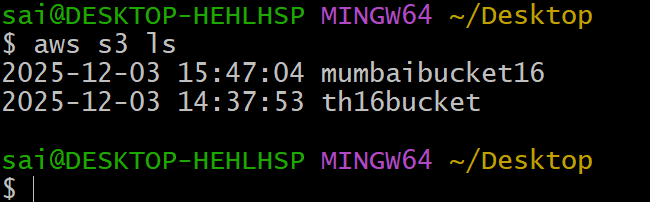 sai@DESKTOP-HEHLHSP MINGW64 ~/Desktop
$ aws s3 ls
2025-12-03 15:47:04 mumbaibucket16
2025-12-03 14:37:53 th16bucket
sai@DESKTOP-HEHLHSP MINGW64 ~/Desktop
$